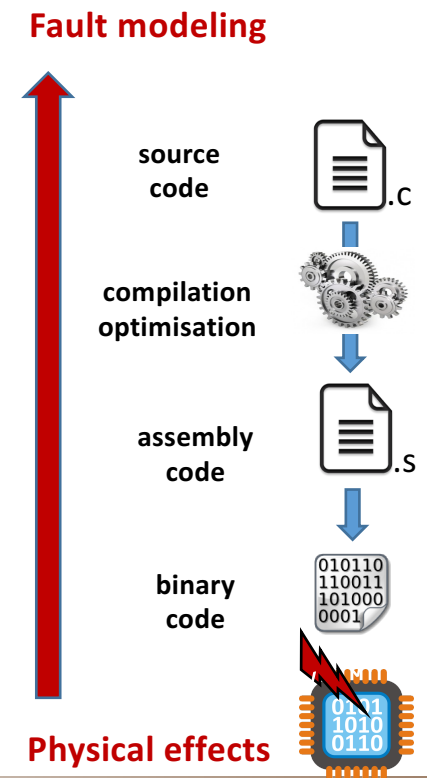 Fault modeling
source
code
.c
compilation
optimisation
assembly
code
.s
binary
code
010110
110011
101000
0001
0101
1010
0110
Physical effects